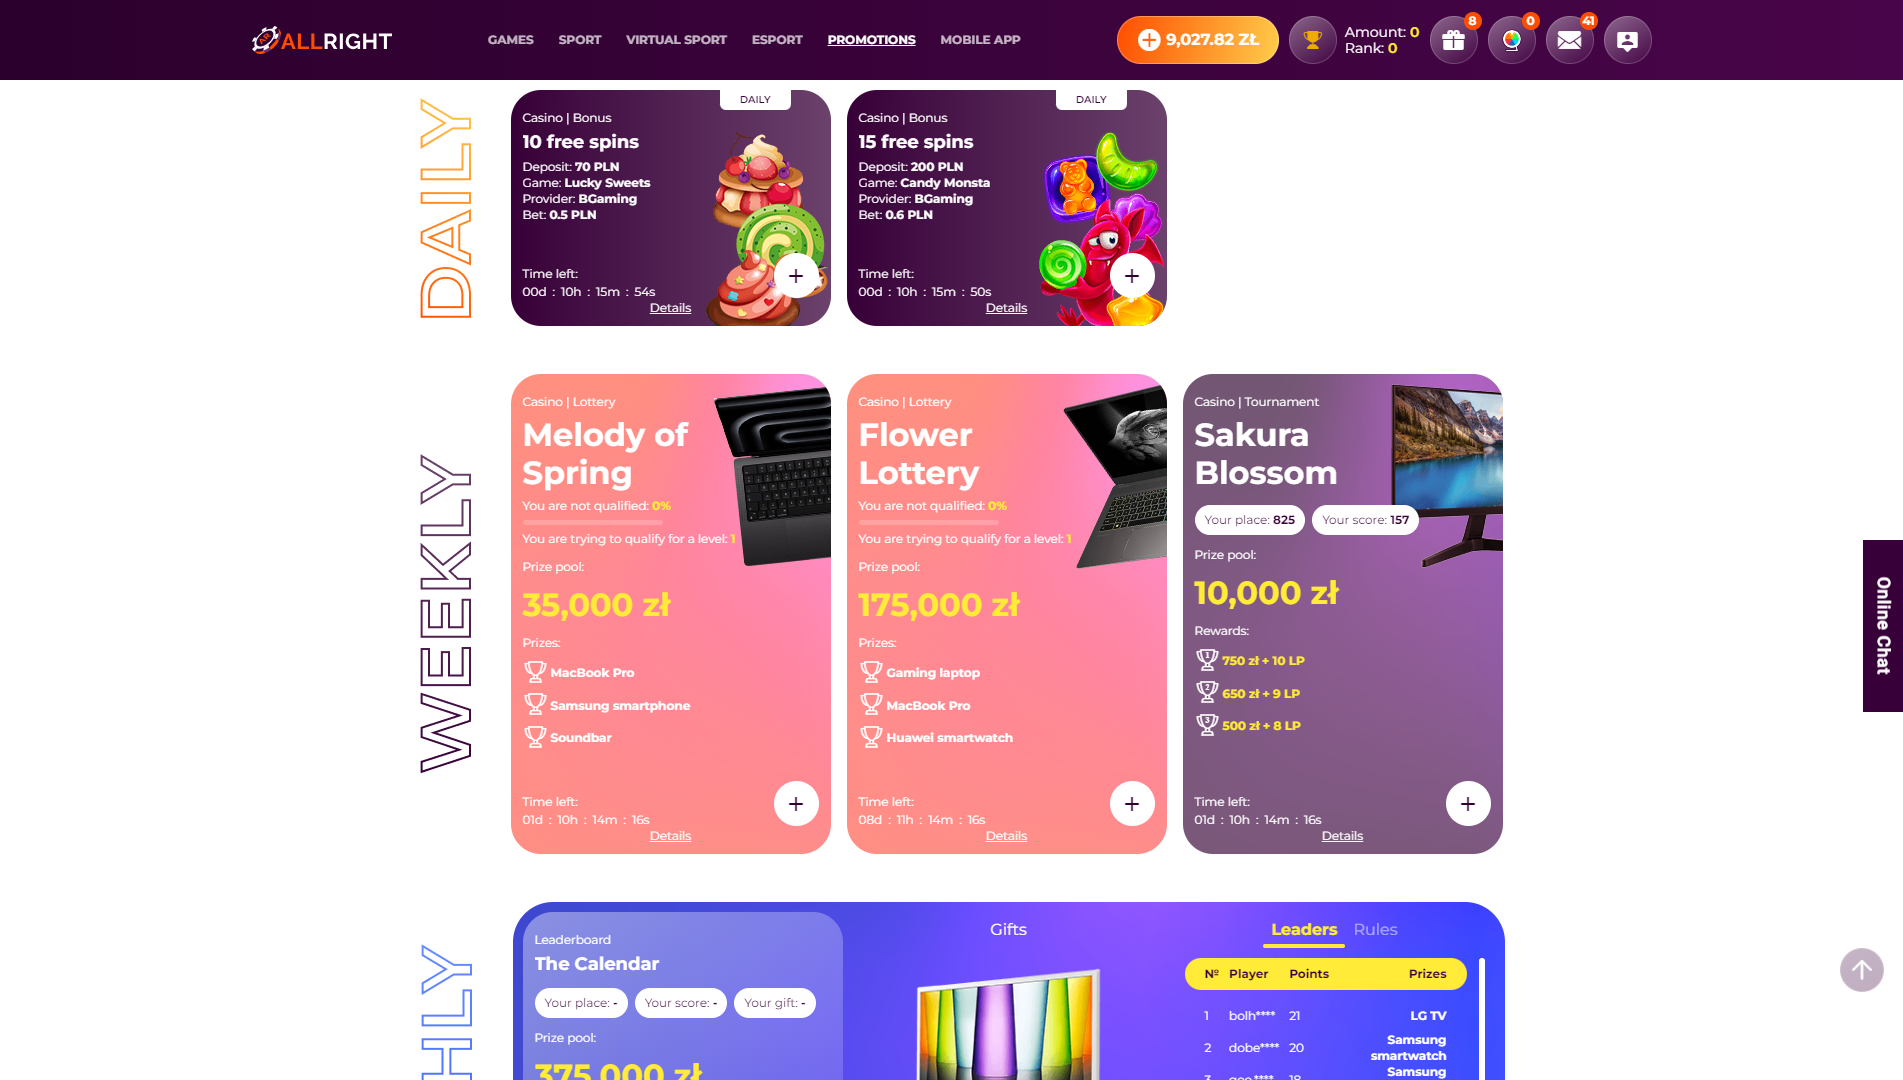 ALLRIGHT
GAMES SPORT VIRTUAL SPORT ESPORT PROMOTIONS MOBILE APP
9,027.82 ZŁ
Amount: 0
Rank: 0
8
0
41
DAILY
DAILY
Casino | Bonus
10 free spins
Deposit: 70 PLN
Game: Lucky Sweets
Provider: BGaming
Bet: 0.5 PLN
Time left:
00d : 10h : 15m : 54s
Details
DAILY
Casino | Bonus
15 free spins
Deposit: 200 PLN
Game: Candy Monsta
Provider: BGaming
Bet: 0.6 PLN
Time left:
00d : 10h : 15m : 50s
Details
WEEKLY
Casino | Lottery
Melody of
Spring
You are not qualified: 0%
You are trying to qualify for a level: 1
Prize pool:
35,000 zł
Prizes:
MacBook Pro
Samsung smartphone
Soundbar
Time left:
01d : 10h : 14m : 16s
Details
Casino | Lottery
Flower
Lottery
You are not qualified: 0%
You are trying to qualify for a level: 1
Prize pool:
175,000 zł
Prizes:
Gaming laptop
MacBook Pro
Huawei smartwatch
Time left:
08d : 11h : 14m : 16s
Details
Casino | Tournament
Sakura
Blossom
Your place: 825 Your score: 157
Prize pool:
10,000 zł
Rewards:
1 750 zł + 10 LP
2 650 zł + 9 LP
3 500 zł + 8 LP
Time left:
01d : 10h : 14m : 16s
Details
Online Chat
HLY
Leaderboard
The Calendar
Your place: - Your score: - Your gift: -
Prize pool:
375,000 zł
Gifts
Leaders Rules
№ Player Points Prizes
1 bolh**** 21 LG TV
2 dobe**** 20 Samsung
smartwatch
Samsung